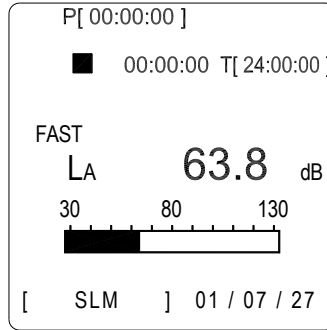 P[ 00:00:00 ]
00:00:00 T[ 24:00:00 ]
FAST
LA 63.8 dB
30 80 130
[ SLM ] 01 / 07 / 27